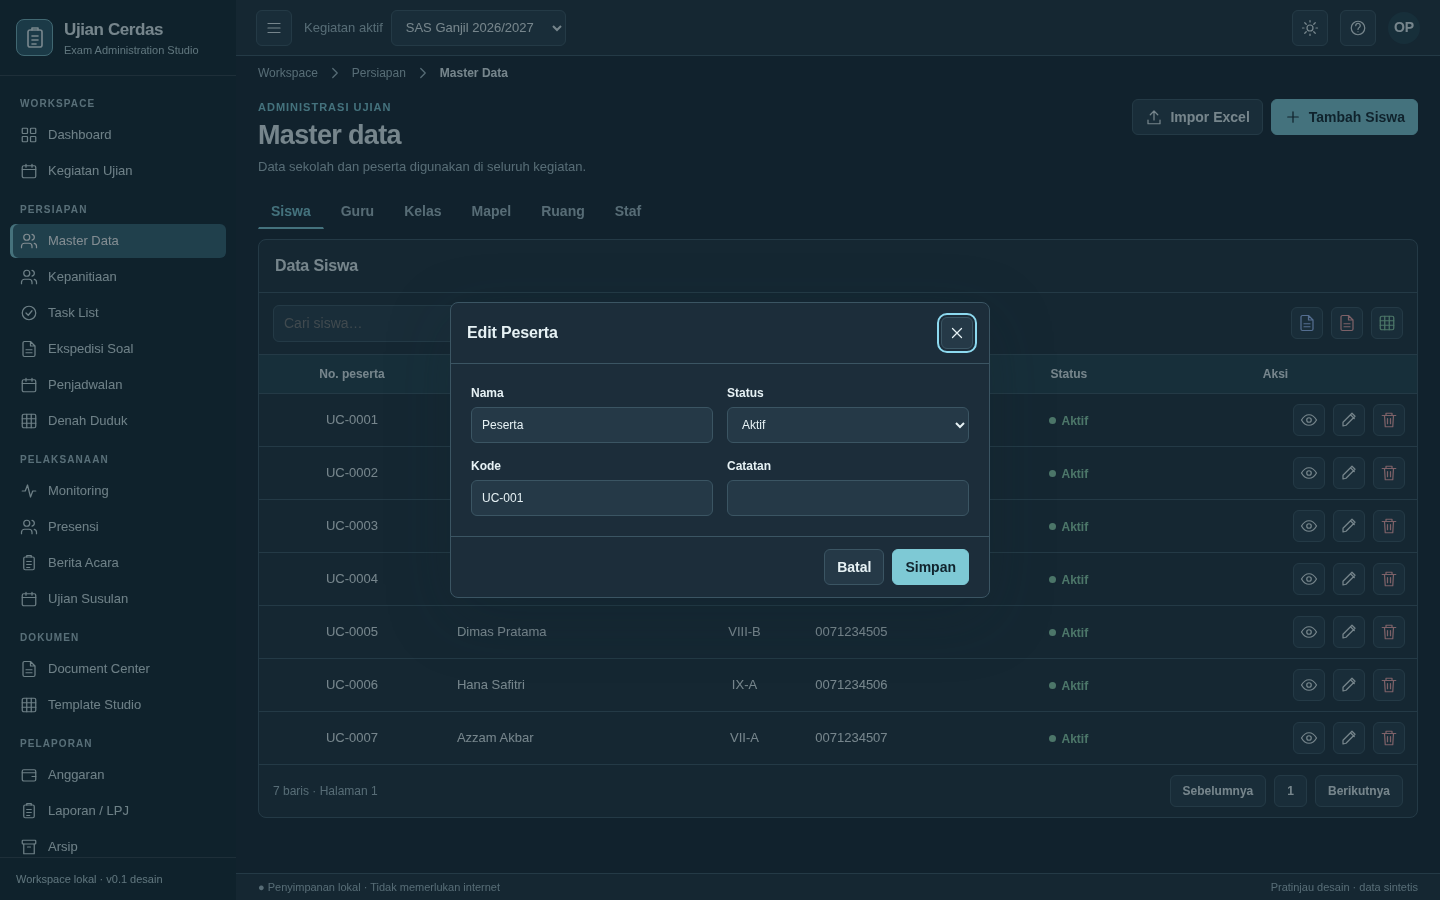 Ujian Cerdas
Exam Administration Studio
WORKSPACE
Dashboard
Kegiatan Ujian
PERSIAPAN
Master Data
Kepanitiaan
Task List
Ekspedisi Soal
Penjadwalan
Denah Duduk
PELAKSANAAN
Monitoring
Presensi
Berita Acara
Ujian Susulan
DOKUMEN
Document Center
Template Studio
PELAPORAN
Anggaran
Laporan / LPJ
Arsip
Workspace lokal · v0.1 desain
Kegiatan aktif SAS Ganjil 2026/2027 OP
Workspace Persiapan Master Data
ADMINISTRASI UJIAN
Master data
Data sekolah dan peserta digunakan di seluruh kegiatan.
Impor Excel Tambah Siswa
Siswa Guru Kelas Mapel Ruang Staf
Data Siswa
Cari siswa…
No. peserta Status Aksi
UC-0001 Aktif
UC-0002 Aktif
UC-0003 Aktif
UC-0004 Aktif
UC-0005 Dimas Pratama VIII-B 0071234505 Aktif
UC-0006 Hana Safitri IX-A 0071234506 Aktif
UC-0007 Azzam Akbar VII-A 0071234507 Aktif
7 baris · Halaman 1 Sebelumnya 1 Berikutnya
Edit Peserta
Nama Status
Peserta Aktif
Kode Catatan
UC-001
Batal Simpan
● Penyimpanan lokal · Tidak memerlukan internet Pratinjau desain · data sintetis